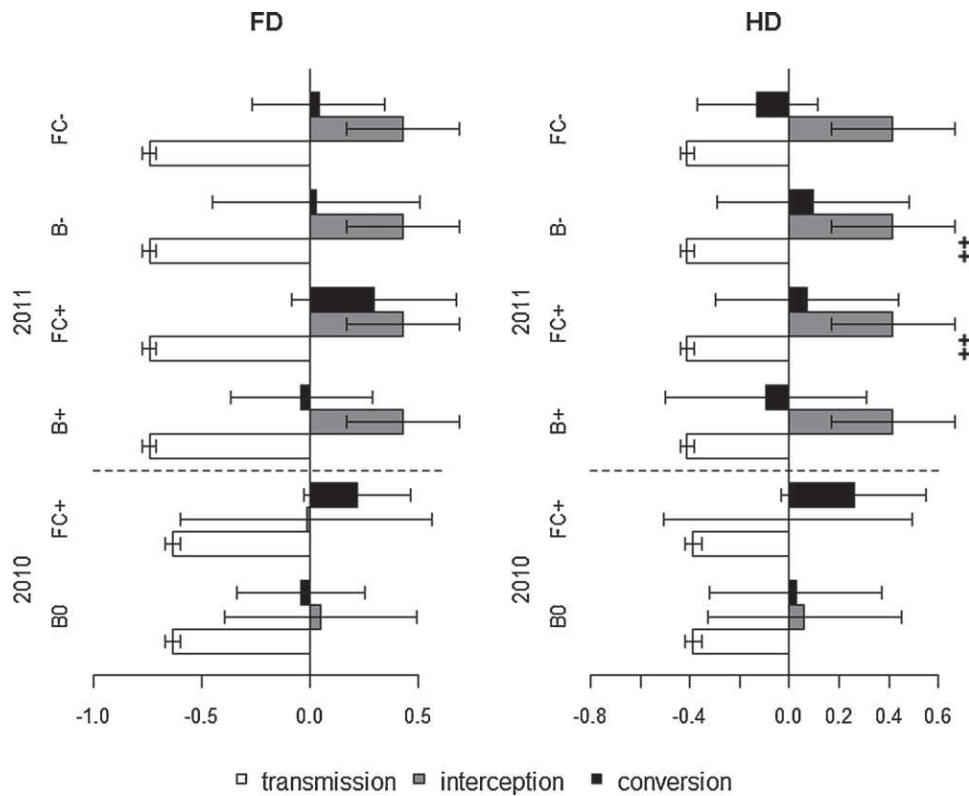 FD
HD
FC-
B-
FC+
B+
FC+
B0
2011
2010
-1.0 -0.5 0.0 0.5
FC-
B-
FC+
B+
FC+
B0
2011
2010
‡
‡
-0.8 -0.4 0.0 0.2 0.4 0.6
transmission interception conversion